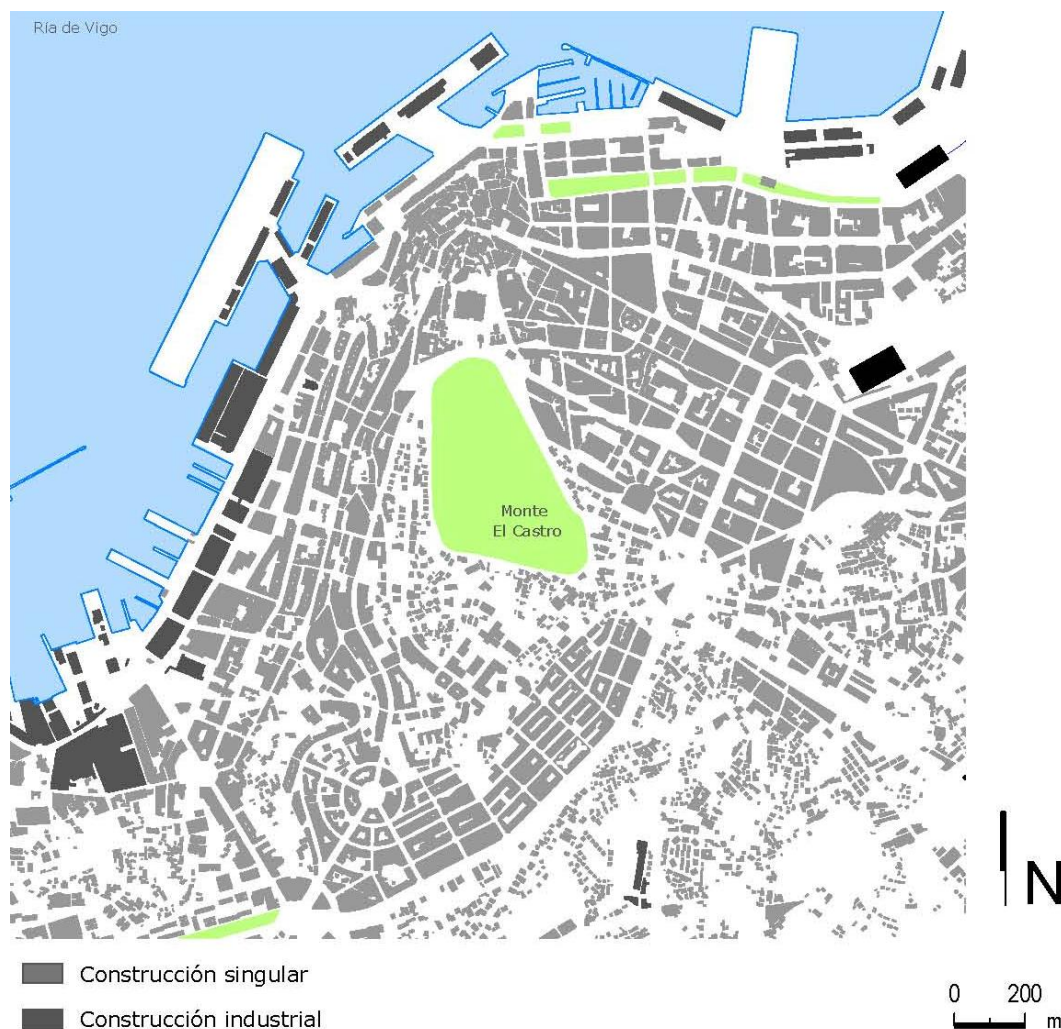 Ría de Vigo
Monte
El Castro
N
Construcción singular
Construcción industrial
0 200
m